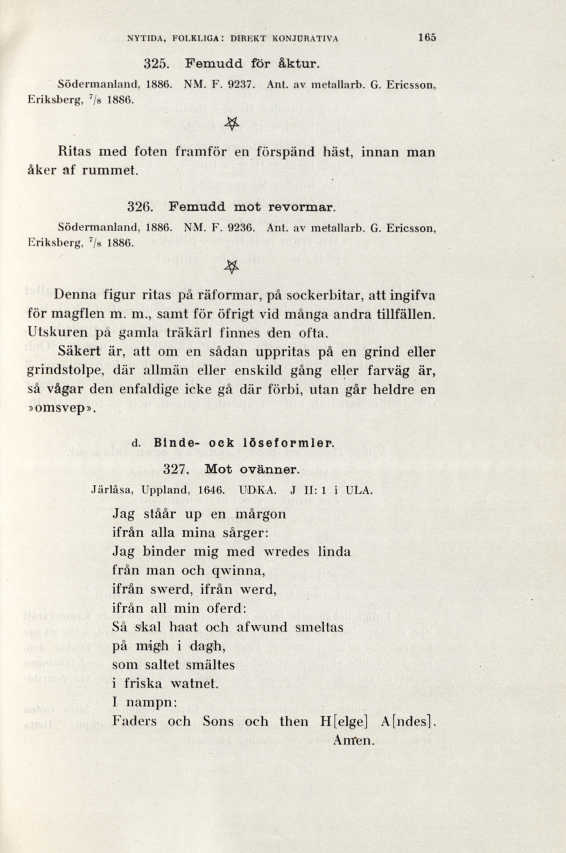 NYTIDA, FOLKLIGA: DIREKT KONJURATIVA 165
325. Femudd för åktur.
Södermanland, 1886. NM. F. 9237. Ant. av metallarb. G. Ericsson,
Eriksberg, 7/8 1886.
Ritas med foten framför en förspänd häst, innan man
åker af rummet.
326. Femudd mot revormar.
Södermanland, 1886. NM. F. 9236. Ant. av metallarb. G. Ericsson,
Eriksberg, 7/8 1886.
Denna figur ritas på räformar, på sockerbitar, att ingifva
för magflen m. m., samt för öfrigt vid många andra tillfällen.
Utskuren på gamla träkärl finnes den ofta.
Säkert är, att om en sådan uppritas på en grind eller
grindstolpe, där allmän eller enskild gång eller farväg är,
så vågar den enfaldige icke gå där förbi, utan går heldre en
»omsvep».
d. Binde- ock löseformler.
327. Mot ovänner.
Järlåsa, Uppland, 1646. UDKA. J II: 1 i ULA.
Jag ståår up en mårgon
ifrån alla mina sårger:
Jag binder mig med wredes linda
från man och qwinna,
ifrån swerd, ifrån werd,
ifrån all min oferd:
Så skal haat och afwund smeltas
på migh i dagh,
som saltet smältes
i friska watnet.
I nampn:
Faders och Sons och then H[elge] A[ndes].
Amen.